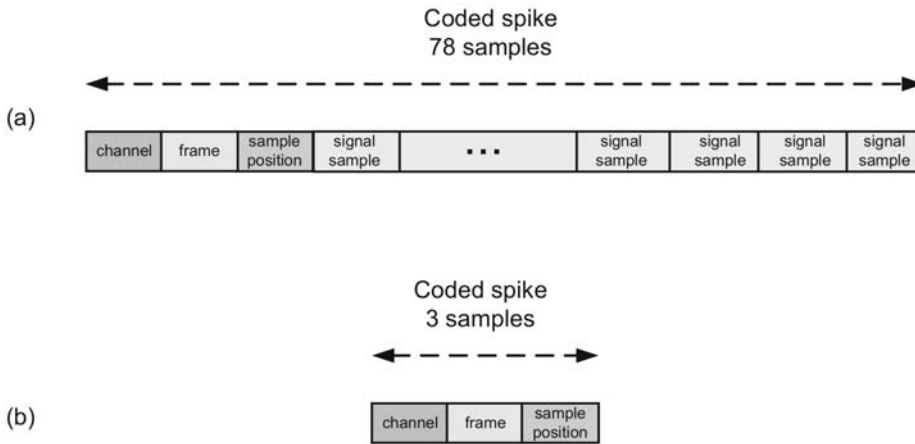 Coded spike
78 samples
(a)
channel
frame
sample
position
signal
sample
...
signal
sample
signal
sample
signal
sample
signal
sample
Coded spike
3 samples
(b)
channel
frame
sample
position